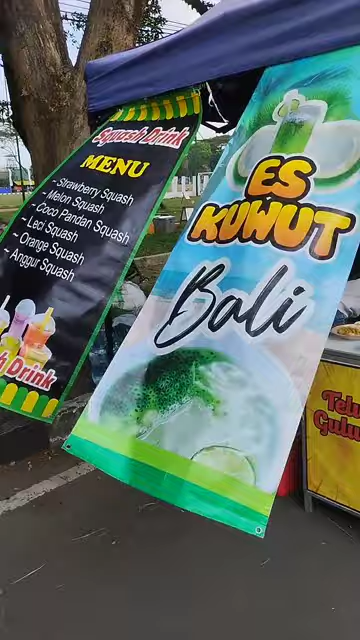 Squash Drink
MENU
- Strawberry Squash
- Melon Squash
- Coco Pandan Squash
- Leci Squash
- Orange Squash
- Anggur Squash
Drink
ES
KUWUT
Bali